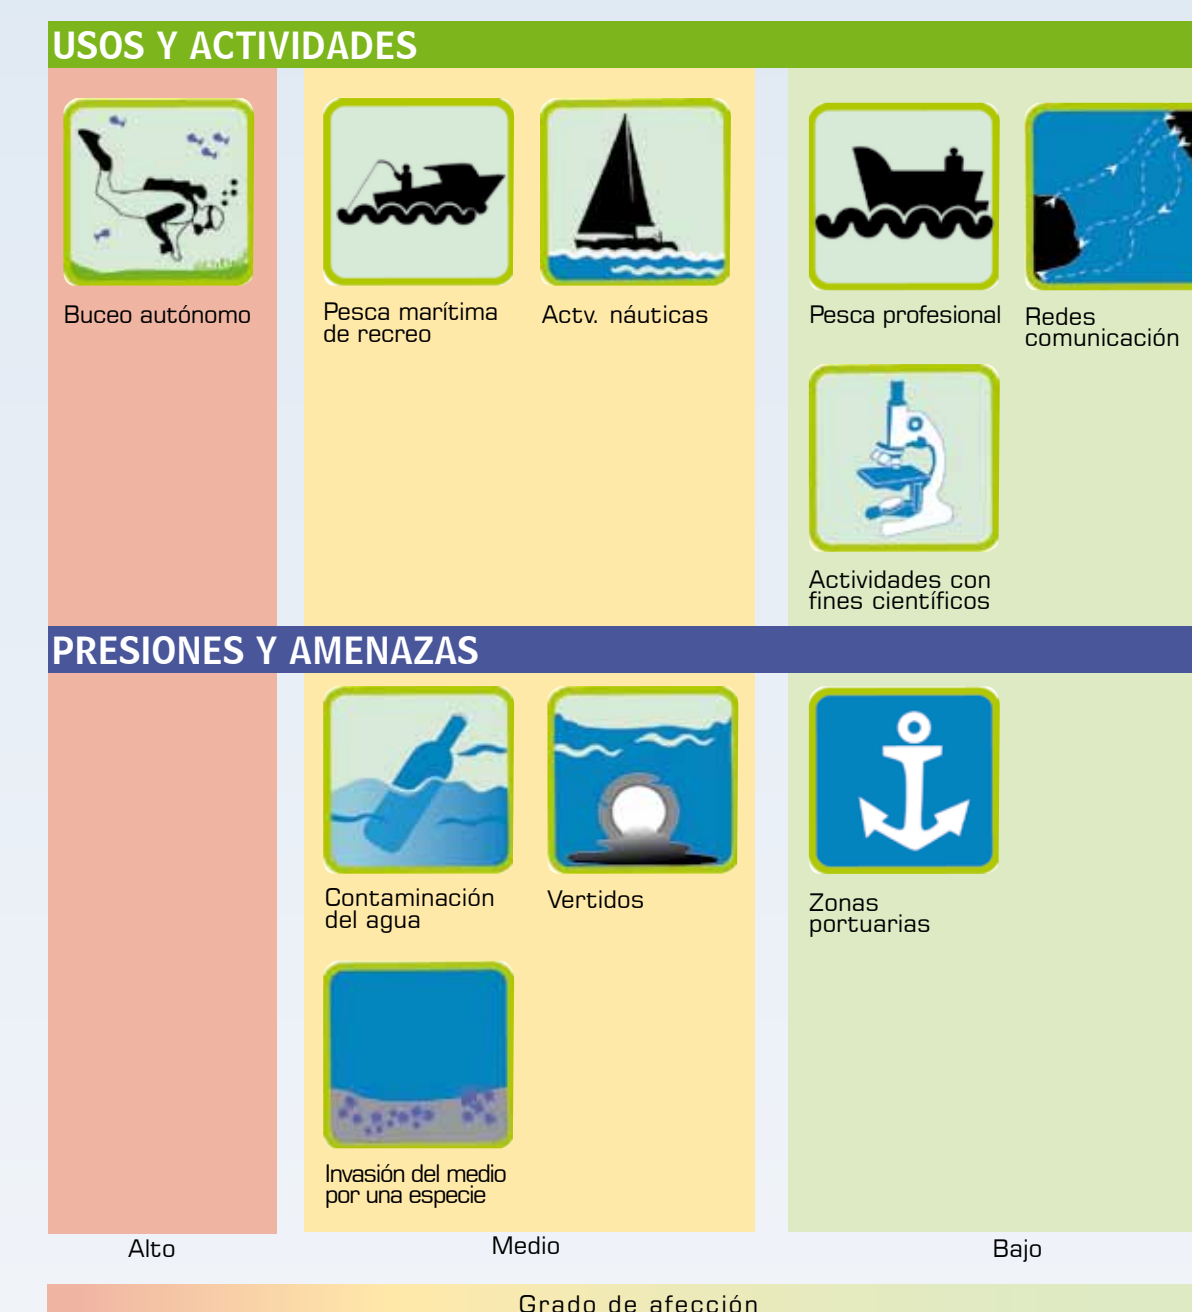 USOS Y ACTIVIDADES
Buceo autónomo
Pesca marítima
de recreo
Actv. náuticas
Pesca profesional
Redes
comunicación
Actividades con
fines científicos
PRESIONES Y AMENAZAS
Contaminación
del agua
Vertidos
Zonas
portuarias
Invasión del medio
por una especie
Alto
Medio
Bajo
Grado de afección